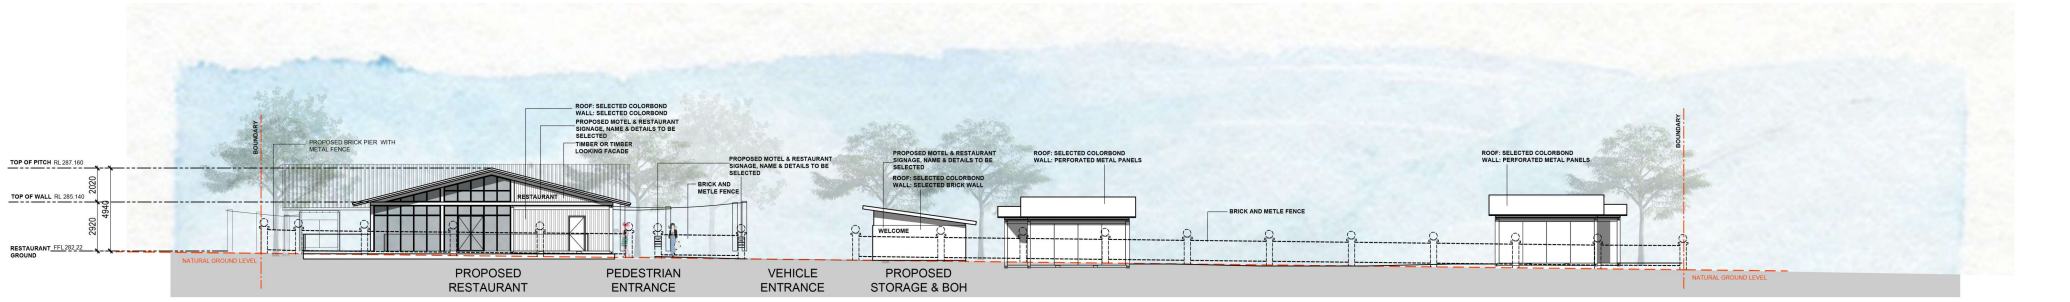 ROOF: SELECTED COLORBOND
WALL: SELECTED COLORBOND
PROPOSED MOTEL & RESTAURANT
SIGNAGE, NAME & DETAILS TO BE
SELECTED
TIMBER OR TIMBER
LOOKING FACADE
BOUNDARY
PROPOSED BRICK PIER WITH
METAL FENCE
TOP OF PITCH RL 287.160
TOP OF WALL RL 285.140
RESTAURANT FFL 282.22
GROUND
2020
2920
4940
NATURAL GROUND LEVEL
RESTAURANT
PROPOSED MOTEL & RESTAURANT
SIGNAGE, NAME & DETAILS TO BE
SELECTED
BRICK AND
METLE FENCE
PROPOSED MOTEL & RESTAURANT
SIGNAGE, NAME & DETAILS TO BE
SELECTED
ROOF: SELECTED COLORBOND
WALL: SELECTED BRICK WALL
WELCOME
ROOF: SELECTED COLORBOND
WALL: PERFORATED METAL PANELS
BRICK AND METLE FENCE
ROOF: SELECTED COLORBOND
WALL: PERFORATED METAL PANELS
BOUNDARY
NATURAL GROUND LEVEL
PROPOSED
RESTAURANT
PEDESTRIAN
ENTRANCE
VEHICLE
ENTRANCE
PROPOSED
STORAGE & BOH